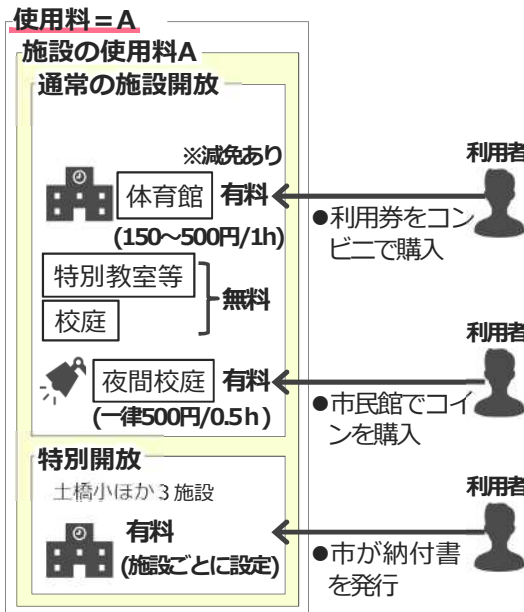 使用料＝A
施設の使用料A
通常の施設開放
※減免あり
体育館 有料
(150～500円/1h)
利用者
●利用券をコン
ビニで購入
特別教室等
校庭
無料
夜間校庭 有料
(一律500円/0.5h)
利用者
●市民館でコイ
ンを購入
特別開放
土橋小ほか３施設
有料
(施設ごとに設定)
利用者
●市が納付書
を発行